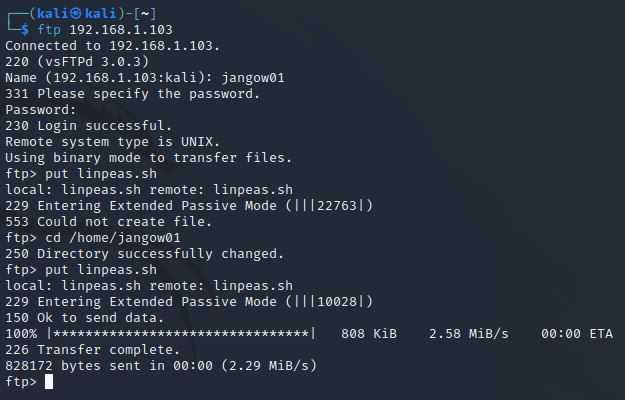 ┌──(kali㉿kali)-[~]
└─$ ftp 192.168.1.103
Connected to 192.168.1.103.
220 (vsFTPd 3.0.3)
Name (192.168.1.103:kali): jangow01
331 Please specify the password.
Password:
230 Login successful.
Remote system type is UNIX.
Using binary mode to transfer files.
ftp> put linpeas.sh
local: linpeas.sh remote: linpeas.sh
229 Entering Extended Passive Mode (|||22763|)
553 Could not create file.
ftp> cd /home/jangow01
250 Directory successfully changed.
ftp> put linpeas.sh
local: linpeas.sh remote: linpeas.sh
229 Entering Extended Passive Mode (|||10028|)
150 Ok to send data.
100% |********************************|   808 KiB    2.58 MiB/s    00:00 ETA
226 Transfer complete.
828172 bytes sent in 00:00 (2.29 MiB/s)
ftp>